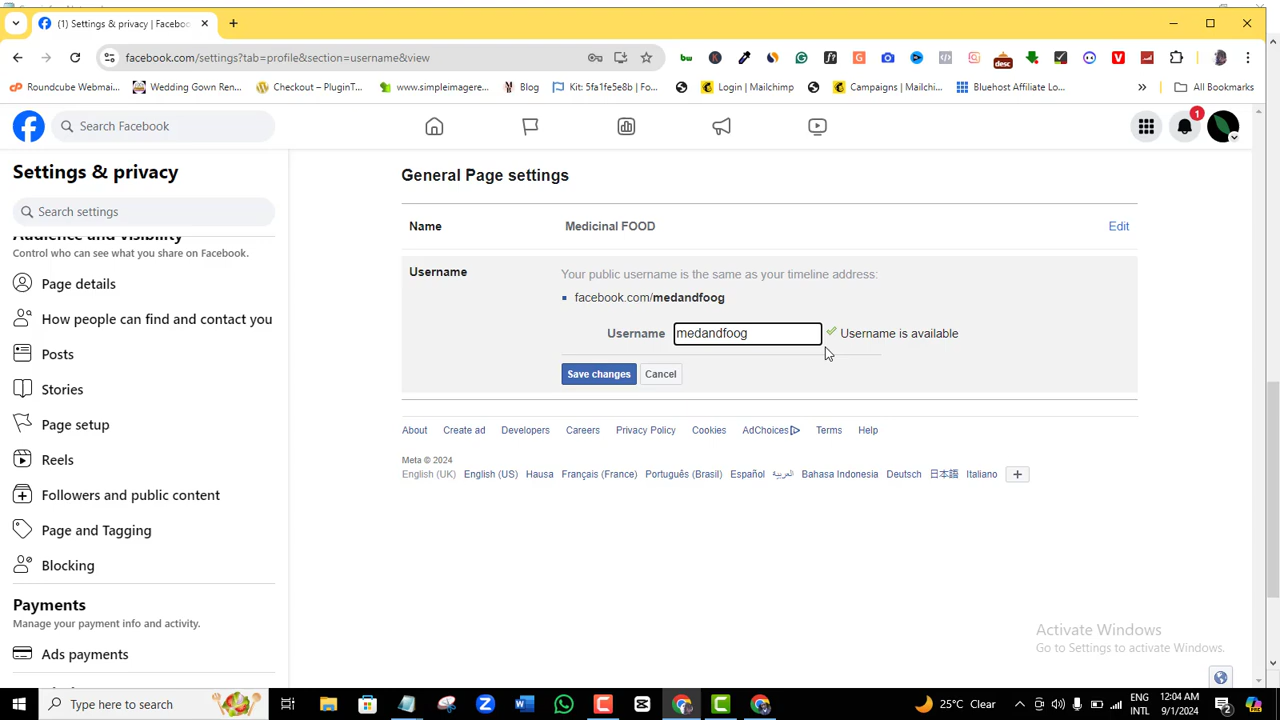 (1) Settings & privacy | Faceboo
facebook.com/settings?tab=profile&section=username&view
Roundcube Webmai...
Wedding Gown Ren...
Checkout – PluginT...
www.simpleimagere...
Blog
Kit: 5fa1fe5e8b | Fo...
Login | Mailchimp
Campaigns | Mailchi...
Bluehost Affiliate Lo...
»
All Bookmarks
desc
Search Facebook
1
Settings & privacy
Search settings
Audience and visibility
Control who can see what you share on Facebook.
Page details
How people can find and contact you
Posts
Stories
Page setup
Reels
Followers and public content
Page and Tagging
Blocking
Payments
Manage your payment info and activity.
Ads payments
General Page settings
Name Medicinal FOOD Edit
Username Your public username is the same as your timeline address:
facebook.com/medandfoog
Username medandfoog Username is available
Save changes Cancel
About Create ad Developers Careers Privacy Policy Cookies AdChoices Terms Help
Meta © 2024
English (UK) English (US) Hausa Français (France) Português (Brasil) Español العربية Bahasa Indonesia Deutsch 日本語 Italiano +
Activate Windows
Go to Settings to activate Windows.
Type here to search
25°C Clear
ENG
INTL
12:04 AM
9/1/2024
2